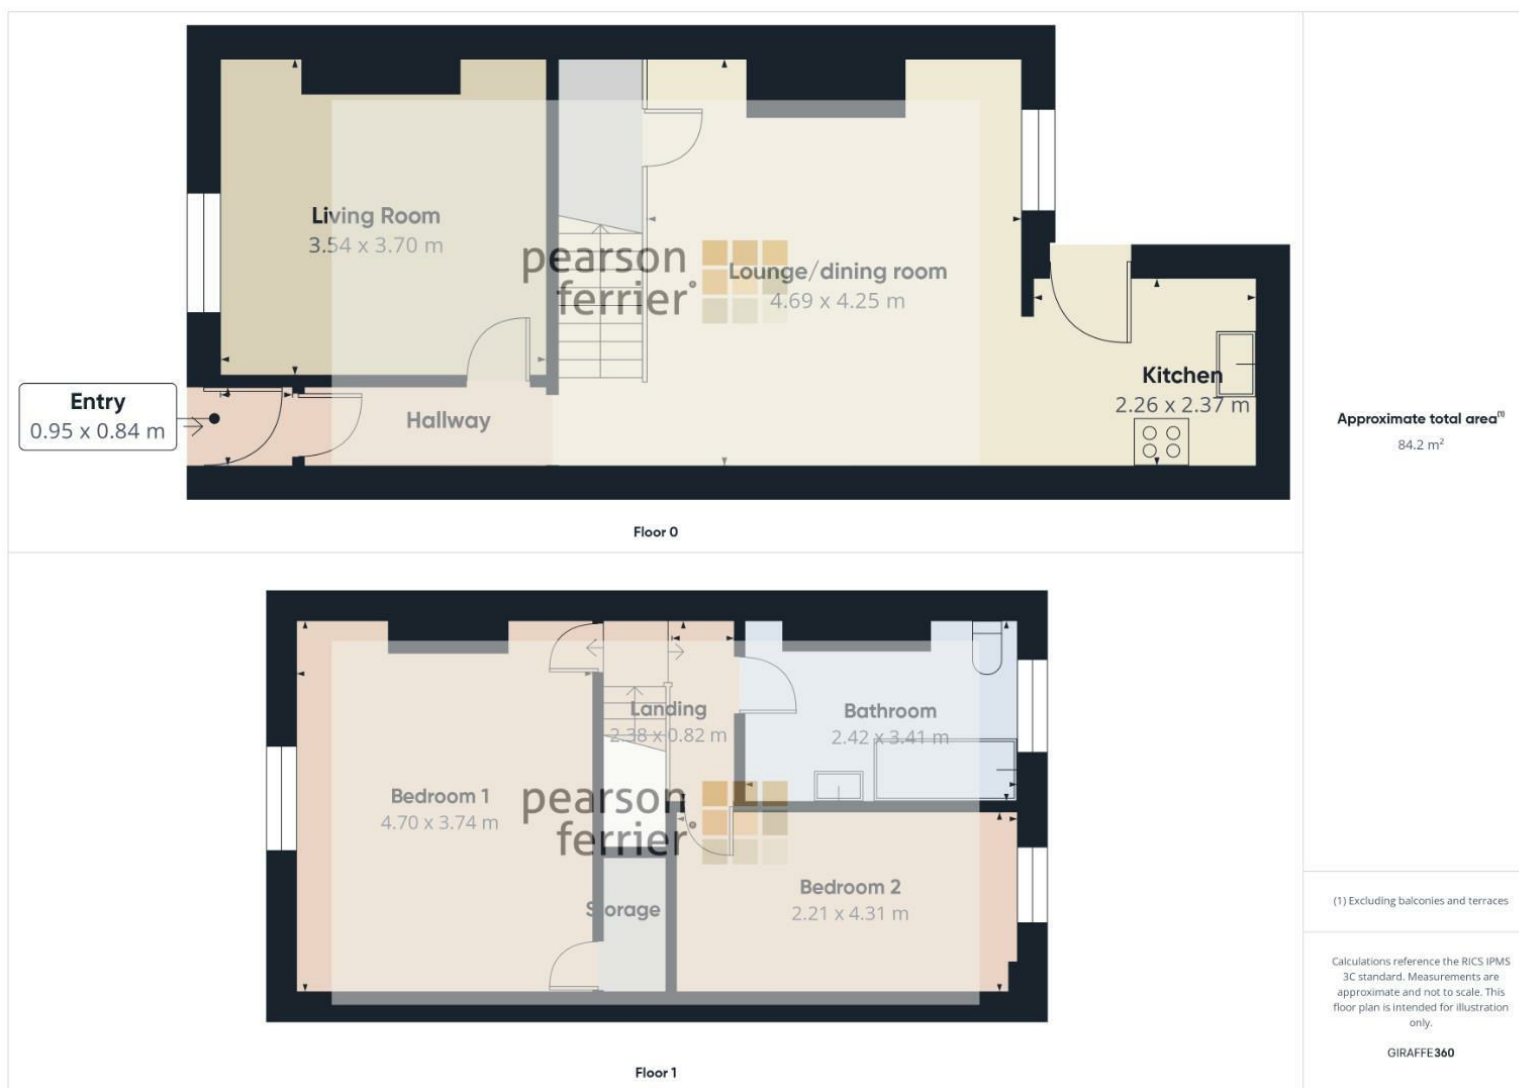 Living Room
3.54 x 3.70 m
pearson
ferrier
Lounge/dining room
4.69 x 4.25 m
Kitchen
2.26 x 2.37 m
Entry
0.95 x 0.84 m
Hallway
Floor 0
Approximate total area(1)
84.2 m²
Landing
2.38 x 0.82 m
Bathroom
2.42 x 3.41 m
Bedroom 1
4.70 x 3.74 m
pearson
ferrier
Bedroom 2
2.21 x 4.31 m
Storage
Floor 1
(1) Excluding balconies and terraces
Calculations reference the RICS IPMS
3C standard. Measurements are
approximate and not to scale. This
floor plan is intended for illustration
only.
GIRAFFE360